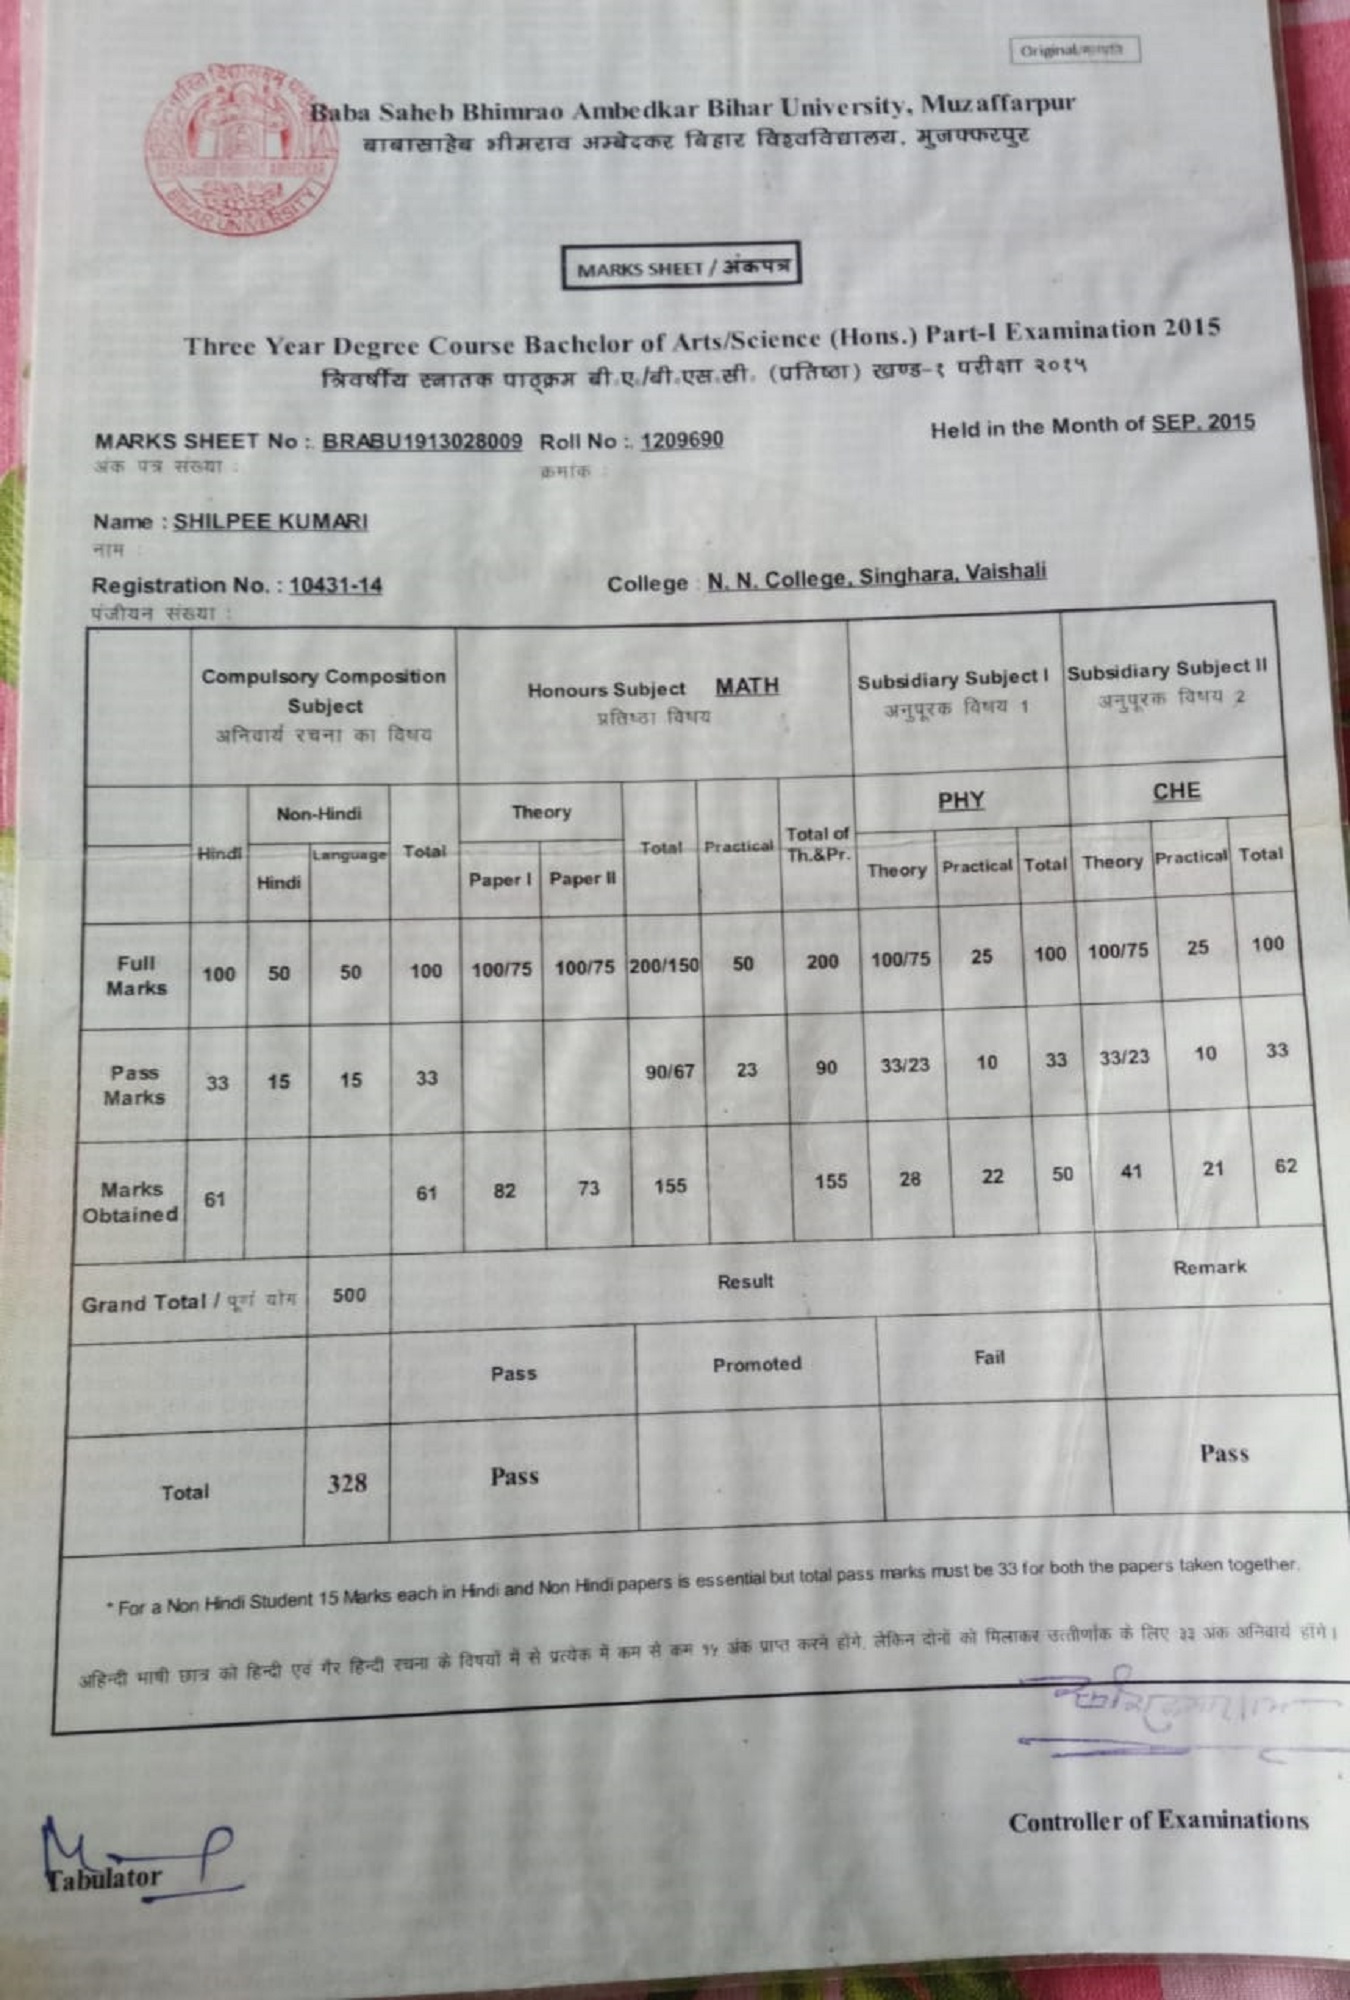 Original
Baba Saheb Bhimrao Ambedkar Bihar University, Muzaffarpur
बाबासाहेब भीमराव अम्बेदकर बिहार विश्वविद्यालय, मुजफ्फरपुर
BIHAR UNIVERSITY
MARKS SHEET / अंकपत्र
Three Year Degree Course Bachelor of Arts/Science (Hons.) Part-I Examination 2015
त्रिवर्षीय स्नातक पाठ्क्रम बी.ए./बी.एस.सी. (प्रतिष्ठा) खण्ड-१ परीक्षा २०१५
MARKS SHEET No :. BRABU1913028009 Roll No :. 1209690 Held in the Month of SEP. 2015
अंक पत्र संख्या : क्रमांक :
Name : SHILPEE KUMARI
नाम :
Registration No. : 10431-14 College : N. N. College, Singhara, Vaishali
पंजीयन संख्या :
Compulsory Composition Subject Honours Subject MATH Subsidiary Subject I Subsidiary Subject II
अनिवार्य रचना का विषय प्रतिष्ठा विषय अनुपूरक विषय 1 अनुपूरक विषय 2
Non-Hindi Theory PHY CHE
Hindi Hindi Language Total Paper I Paper II Total Practical Total of Th.&Pr. Theory Practical Total Theory Practical Total
Full Marks 100 50 50 100 100/75 100/75 200/150 50 200 100/75 25 100 100/75 25 100
Pass Marks 33 15 15 33 90/67 23 90 33/23 10 33 33/23 10 33
Marks Obtained 61 61 82 73 155 155 28 22 50 41 21 62
Grand Total / पूर्ण योग 500 Result Remark
Pass Promoted Fail
Total 328 Pass Pass
* For a Non Hindi Student 15 Marks each in Hindi and Non Hindi papers is essential but total pass marks must be 33 for both the papers taken together.
अहिन्दी भाषी छात्र को हिन्दी एवं गैर हिन्दी रचना के विषयों में से प्रत्येक में कम से कम १५ अंक प्राप्त करने होंगे, लेकिन दोनों को मिलाकर उत्तीर्णांक के लिए ३३ अंक अनिवार्य होंगे।
Controller of Examinations
Tabulator